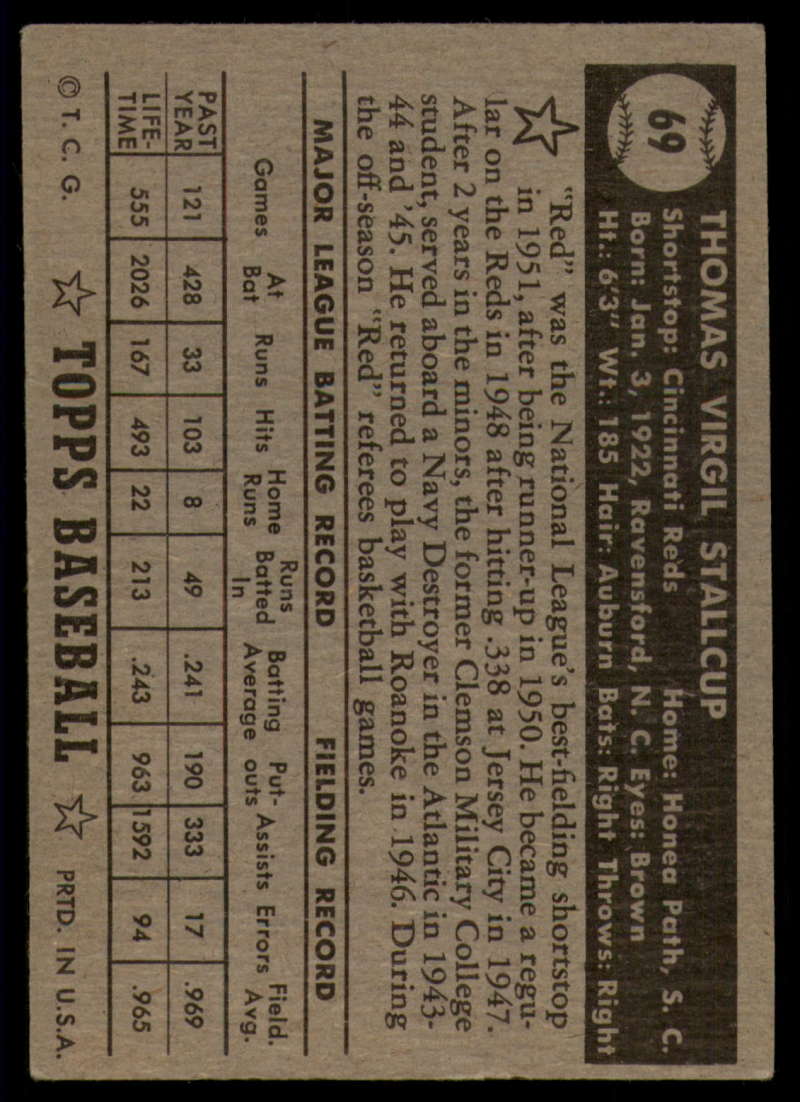 69
THOMAS VIRGIL STALLCUP
Shortstop: Cincinnati Reds Home: Honea Path, S. C.
Born: Jan. 3, 1922, Ravensford, N. C. Eyes: Brown
Ht.: 6'3" Wt.: 185 Hair: Auburn Bats: Right Throws: Right
"Red" was the National League's best-fielding shortstop
in 1951, after being runner-up in 1950. He became a regu-
lar on the Reds in 1948 after hitting .338 at Jersey City in 1947.
After 2 years in the minors, the former Clemson Military College
student, served aboard a Navy Destroyer in the Atlantic in 1943-
44 and '45. He returned to play with Roanoke in 1946. During
the off-season "Red" referees basketball games.
MAJOR LEAGUE BATTING RECORD FIELDING RECORD
Games At Bat Runs Hits Home Runs Runs Batted In Batting Average Put-outs Assists Errors Field. Avg.
PAST YEAR 121 428 33 103 8 49 .241 190 333 17 .969
LIFE-TIME 555 2026 167 493 22 213 .243 963 1592 94 .965
© T. C. G. TOPPS BASEBALL PRTD. IN U.S.A.